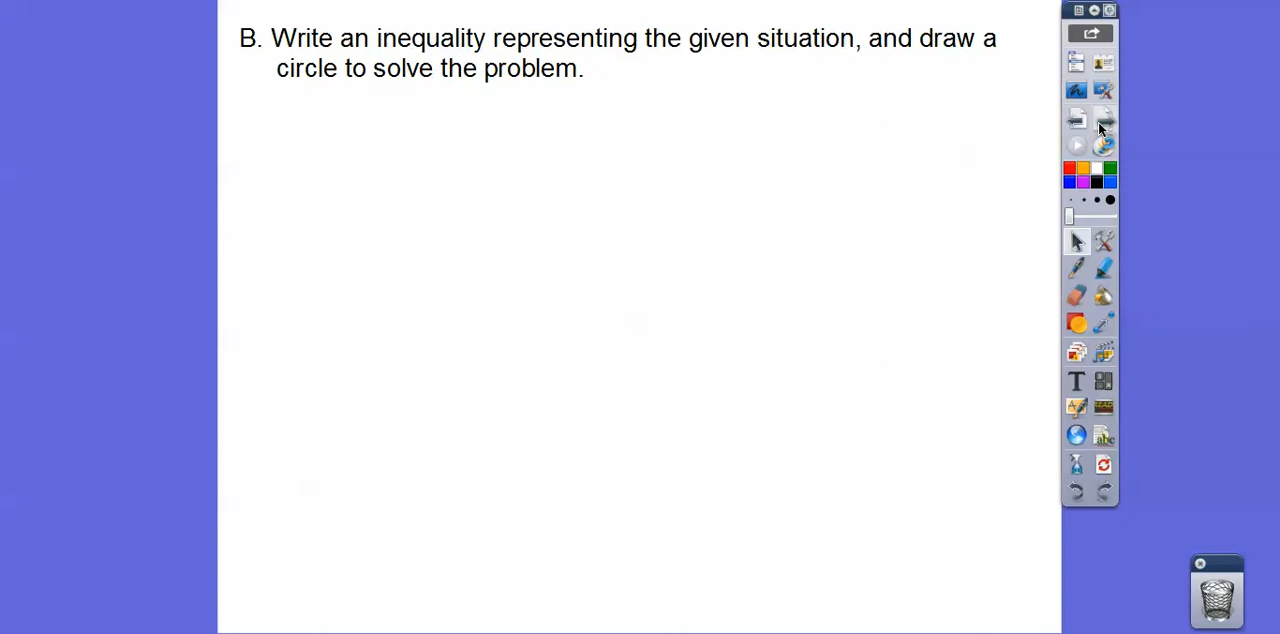 B. Write an inequality representing the given situation, and draw a
circle to solve the problem.